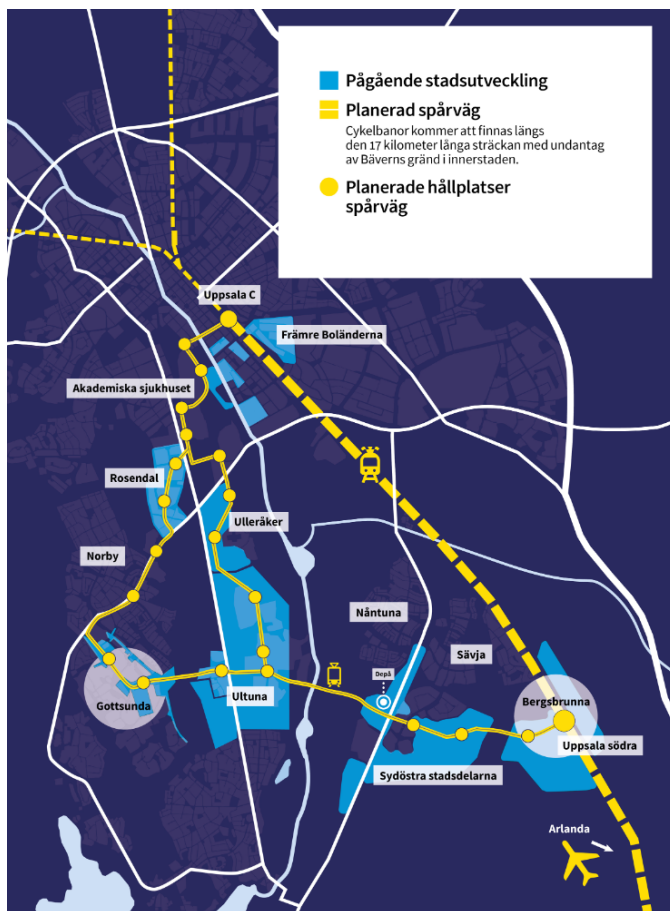 Pågående stadsutveckling
Planerad spårväg
Cykelbanor kommer att finnas längs
den 17 kilometer långa sträckan med undantag
av Bäverns gränd i innerstaden.
Planerade hållplatser
spårväg
Uppsala C
Främre Boländerna
Akademiska sjukhuset
Rosendal
Ulleråker
Norby
Nåntuna
Sävja
Depå
Gottsunda
Ultuna
Bergsbrunna
Uppsala södra
Sydöstra stadsdelarna
Arlanda